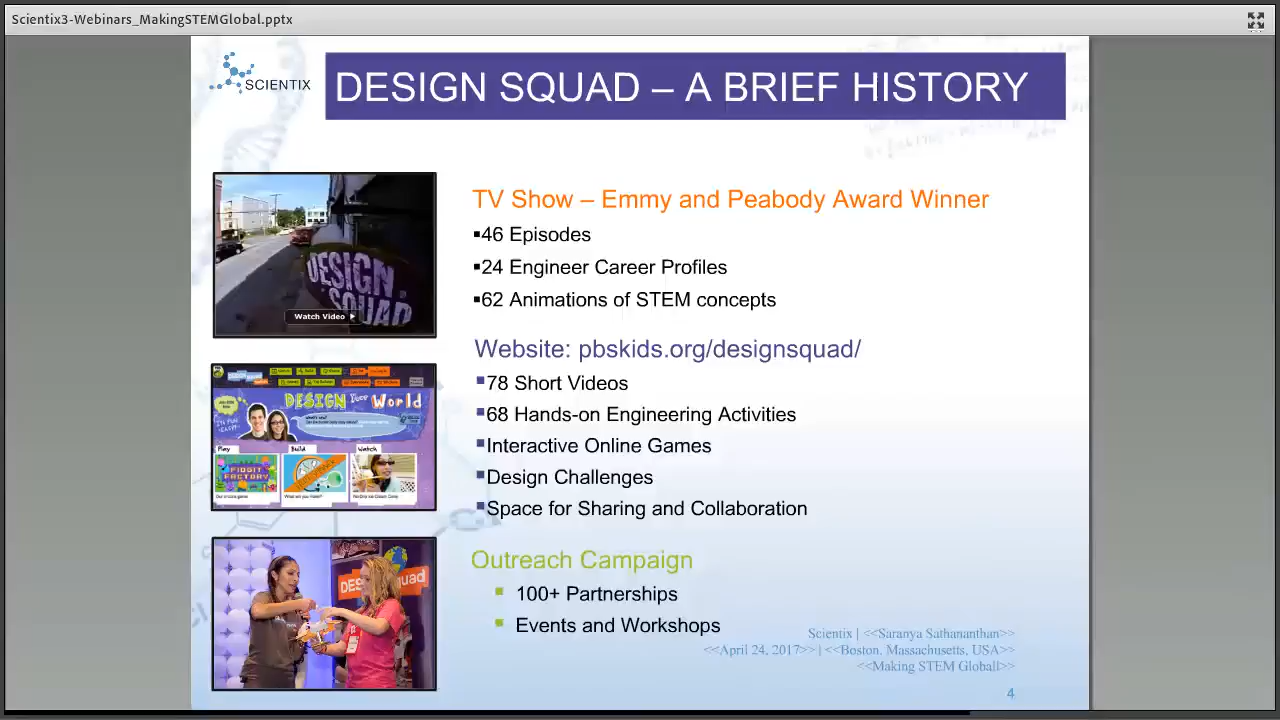 Scientix3-Webinars_MakingSTEMGlobal.pptx
SCIENTIX
DESIGN SQUAD – A BRIEF HISTORY
DESIGN
SQUAD
Watch Video
TV Show – Emmy and Peabody Award Winner
▪46 Episodes
▪24 Engineer Career Profiles
▪62 Animations of STEM concepts
DESIGN Your World
Play
Build
Watch
FIDGIT
FACTORY
Website: pbskids.org/designsquad/
▪78 Short Videos
▪68 Hands-on Engineering Activities
▪Interactive Online Games
▪Design Challenges
▪Space for Sharing and Collaboration
Outreach Campaign
▪ 100+ Partnerships
▪ Events and Workshops
Scientix | <<Saranya Sathananthan>>
<<April 24, 2017>> | <<Boston, Massachusetts, USA>>
<<Making STEM Global>>
4